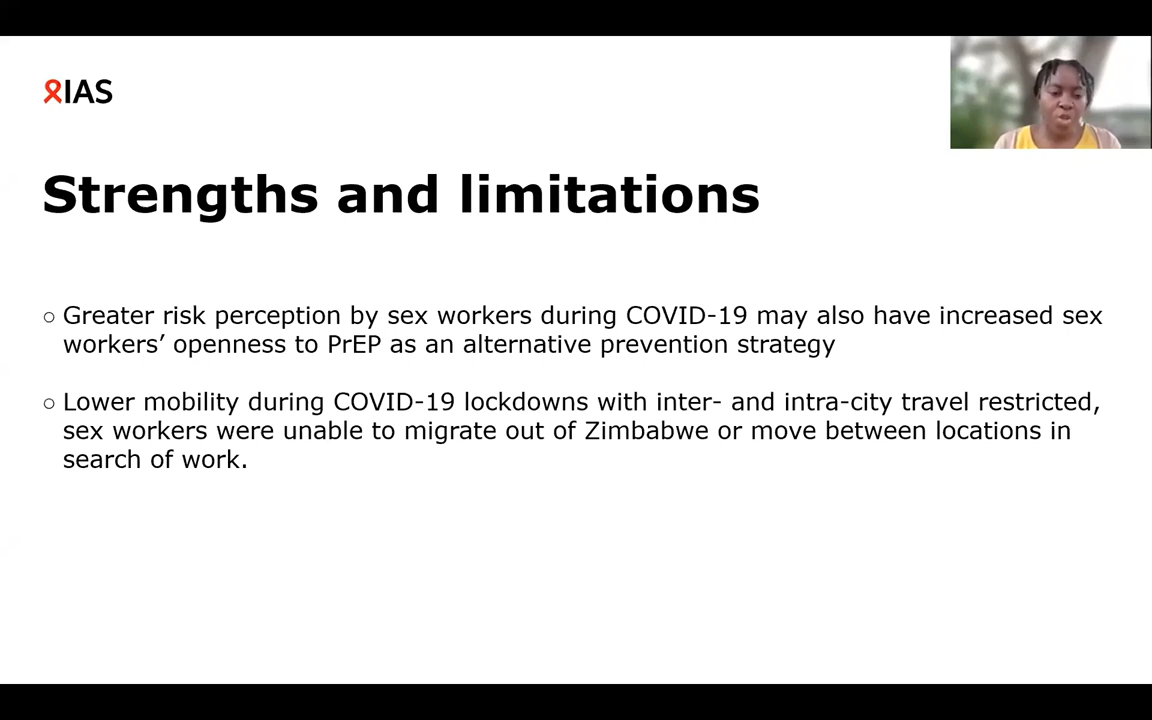 IAS
Strengths and limitations
○ Greater risk perception by sex workers during COVID-19 may also have increased sex
workers’ openness to PrEP as an alternative prevention strategy
○ Lower mobility during COVID-19 lockdowns with inter- and intra-city travel restricted,
sex workers were unable to migrate out of Zimbabwe or move between locations in
search of work.